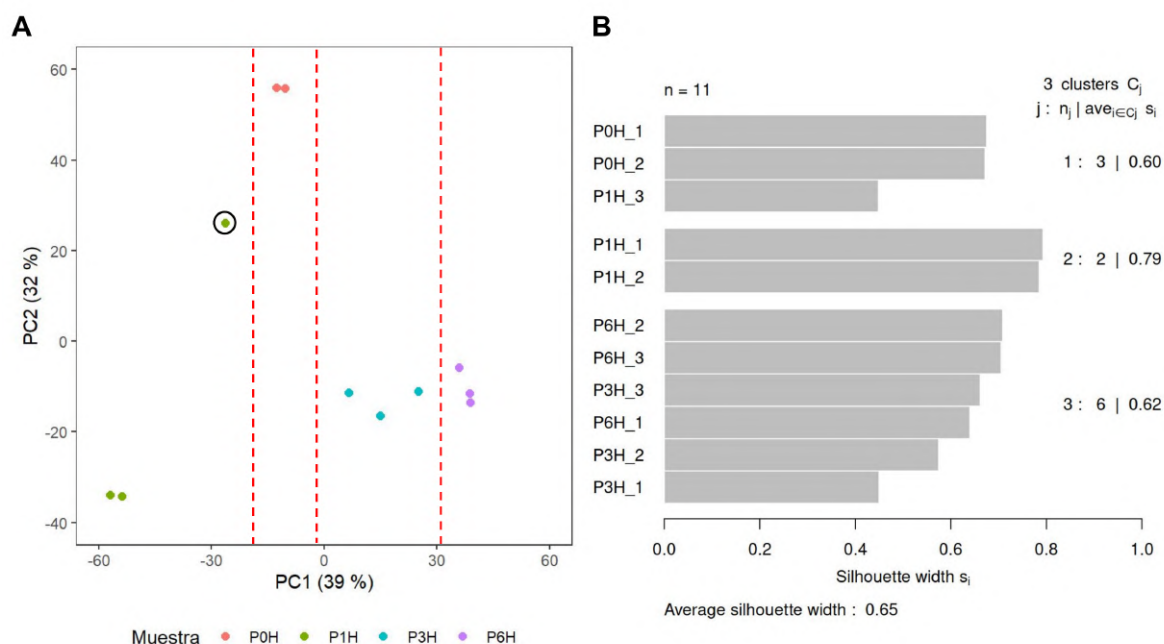 A
60
40
20
0
-20
-40
PC2 (32 %)
-60
-30
0
30
60
PC1 (39 %)
Muestra P0H P1H P3H P6H
B
n = 11
3 clusters Cj
j : nj | avei∈Cj si
P0H_1
P0H_2
P1H_3
1 : 3 | 0.60
P1H_1
P1H_2
2 : 2 | 0.79
P6H_2
P6H_3
P3H_3
P6H_1
P3H_2
P3H_1
3 : 6 | 0.62
0.0 0.2 0.4 0.6 0.8 1.0
Silhouette width si
Average silhouette width : 0.65